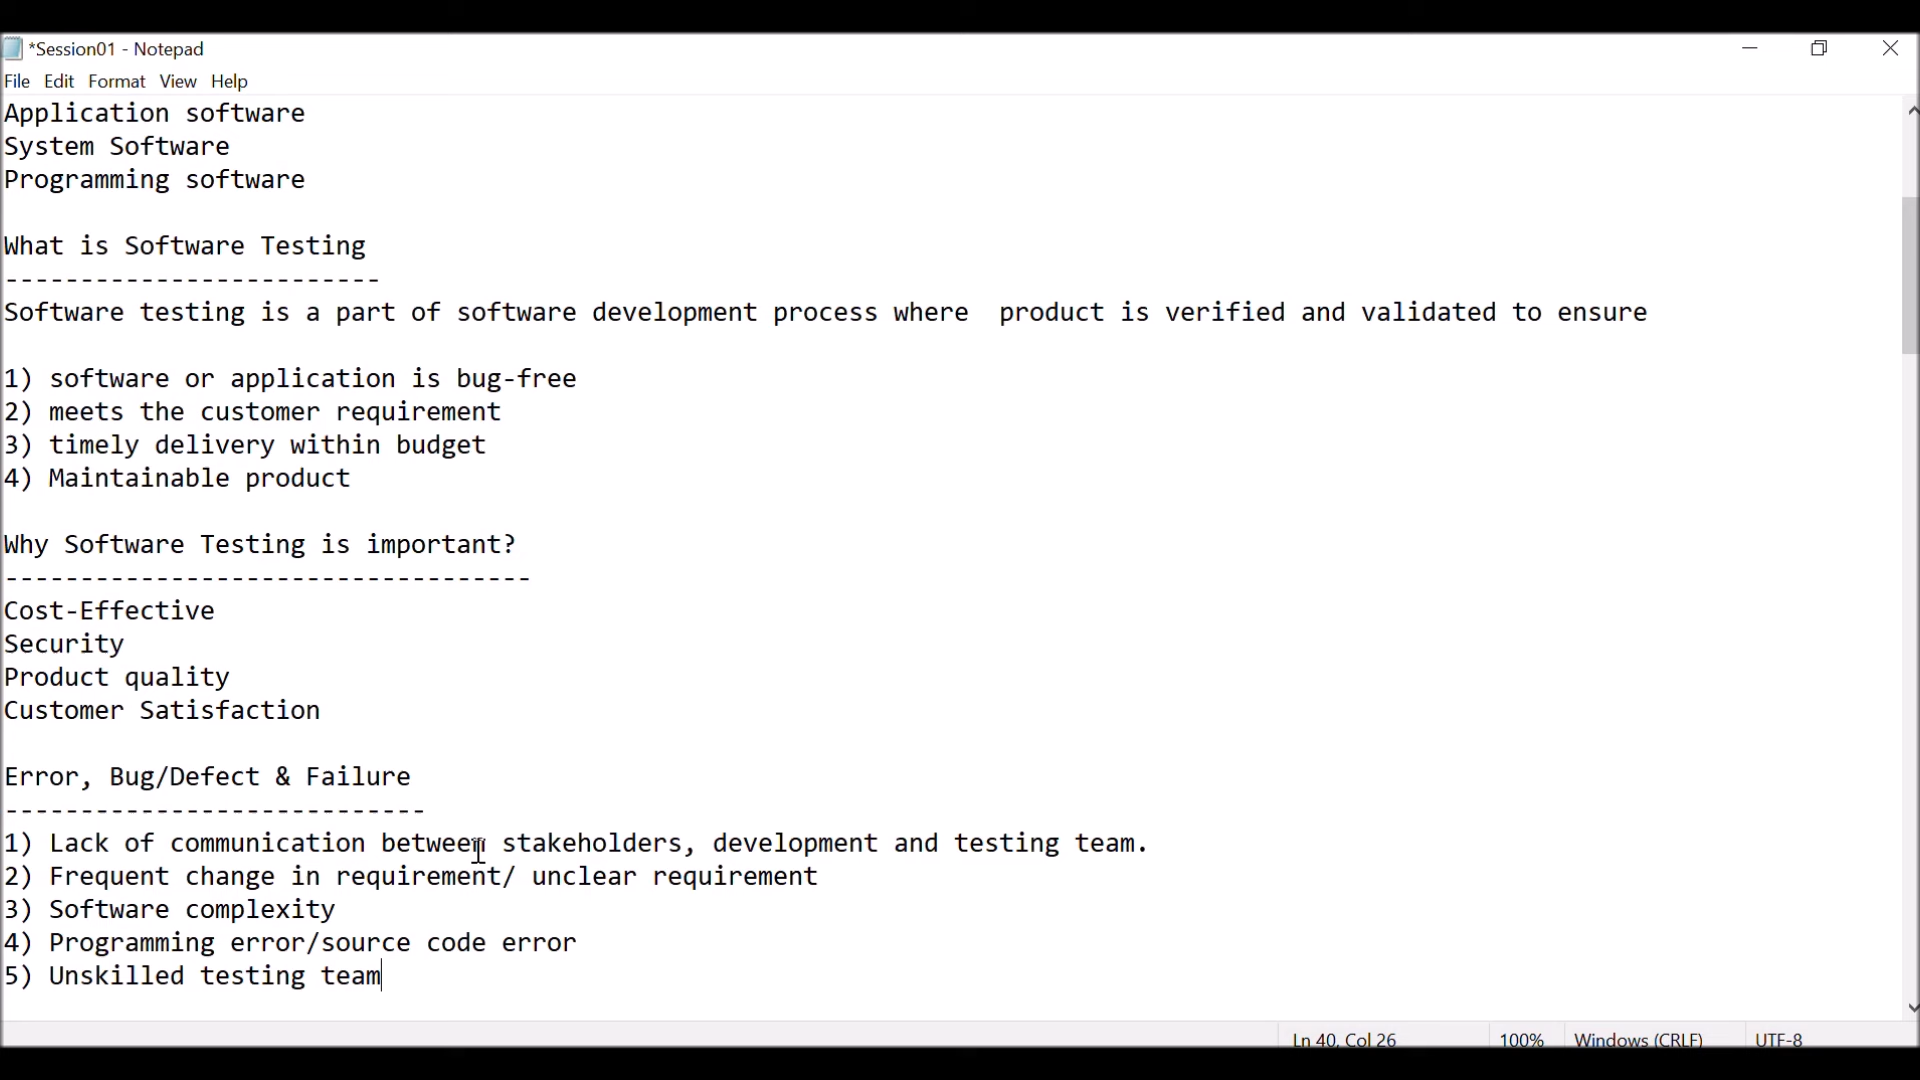 *Session01 - Notepad
File Edit Format View Help
Application software
System Software
Programming software
What is Software Testing
-------------------------
Software testing is a part of software development process where  product is verified and validated to ensure
1) software or application is bug-free
2) meets the customer requirement
3) timely delivery within budget
4) Maintainable product
Why Software Testing is important?
-----------------------------------
Cost-Effective
Security
Product quality
Customer Satisfaction
Error, Bug/Defect & Failure
----------------------------
1) Lack of communication between stakeholders, development and testing team.
2) Frequent change in requirement/ unclear requirement
3) Software complexity
4) Programming error/source code error
5) Unskilled testing team
Ln 40, Col 26 100% Windows (CRLF) UTF-8